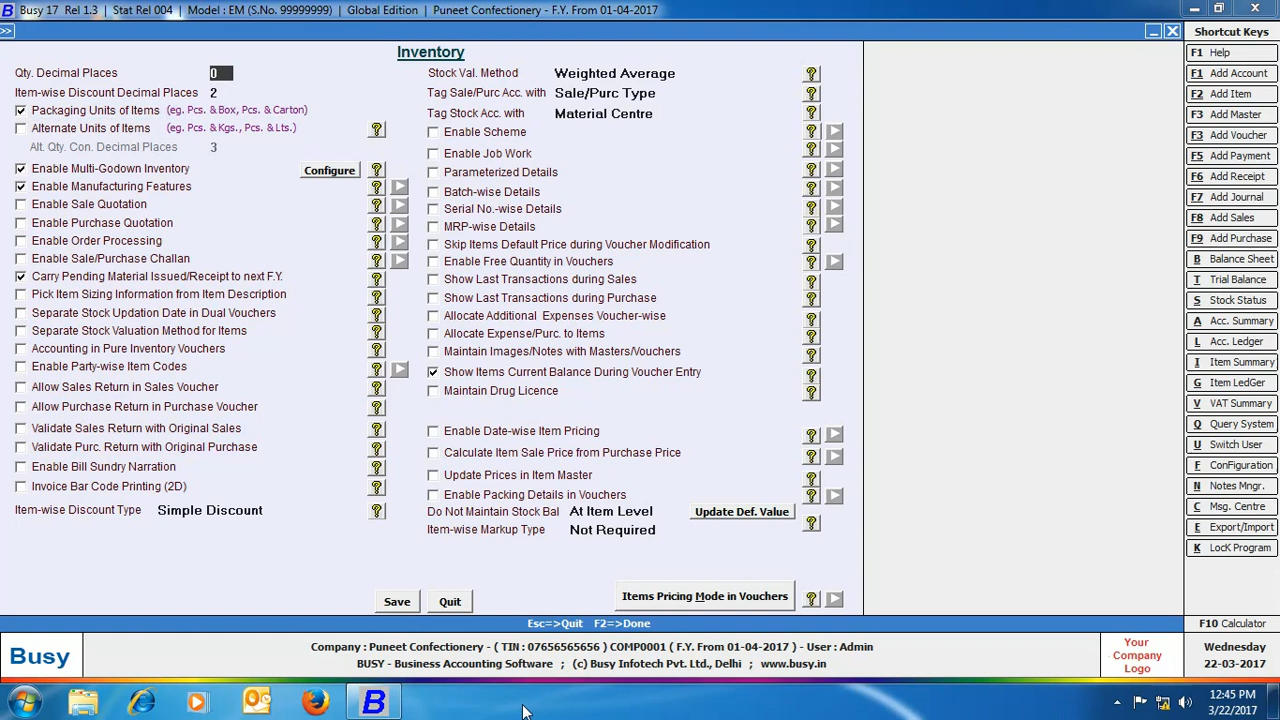 Busy 17 Rel 1.3 | Stat Rel 004 | Model : EM (S.No. 99999999) | Global Edition | Puneet Confectionery - F.Y. From 01-04-2017
>>
Inventory
Qty. Decimal Places 0
Item-wise Discount Decimal Places 2
Packaging Units of Items (eg. Pcs. & Box, Pcs. & Carton)
Alternate Units of Items (eg. Pcs. & Kgs., Pcs. & Lts.) ?
Alt. Qty. Con. Decimal Places 3
Enable Multi-Godown Inventory Configure ?
Enable Manufacturing Features ?
Enable Sale Quotation ?
Enable Purchase Quotation ?
Enable Order Processing ?
Enable Sale/Purchase Challan ?
Carry Pending Material Issued/Receipt to next F.Y. ?
Pick Item Sizing Information from Item Description ?
Separate Stock Updation Date in Dual Vouchers ?
Separate Stock Valuation Method for Items ?
Accounting in Pure Inventory Vouchers ?
Enable Party-wise Item Codes ?
Allow Sales Return in Sales Voucher ?
Allow Purchase Return in Purchase Voucher ?
Validate Sales Return with Original Sales ?
Validate Purc. Return with Original Purchase ?
Enable Bill Sundry Narration ?
Invoice Bar Code Printing (2D) ?
Item-wise Discount Type Simple Discount ?
Stock Val. Method Weighted Average ?
Tag Sale/Purc Acc. with Sale/Purc Type ?
Tag Stock Acc. with Material Centre ?
Enable Scheme ?
Enable Job Work ?
Parameterized Details ?
Batch-wise Details ?
Serial No.-wise Details ?
MRP-wise Details ?
Skip Items Default Price during Voucher Modification ?
Enable Free Quantity in Vouchers ?
Show Last Transactions during Sales ?
Show Last Transactions during Purchase ?
Allocate Additional Expenses Voucher-wise ?
Allocate Expense/Purc. to Items ?
Maintain Images/Notes with Masters/Vouchers ?
Show Items Current Balance During Voucher Entry ?
Maintain Drug Licence ?
Enable Date-wise Item Pricing ?
Calculate Item Sale Price from Purchase Price ?
Update Prices in Item Master ?
Enable Packing Details in Vouchers ?
Do Not Maintain Stock Bal At Item Level Update Def. Value
Item-wise Markup Type Not Required ?
Save Quit Items Pricing Mode in Vouchers ?
Esc=>Quit F2=>Done
Shortcut Keys
F1 Help
F1 Add Account
F2 Add Item
F3 Add Master
F3 Add Voucher
F5 Add Payment
F6 Add Receipt
F7 Add Journal
F8 Add Sales
F9 Add Purchase
B Balance Sheet
T Trial Balance
S Stock Status
A Acc. Summary
L Acc. Ledger
I Item Summary
G Item LedGer
V VAT Summary
Q Query System
U Switch User
F Configuration
N Notes Mngr.
C Msg. Centre
E Export/Import
K LocK Program
F10 Calculator
Busy
Company : Puneet Confectionery - ( TIN : 07656565656 ) COMP0001 ( F.Y. From 01-04-2017 ) - User : Admin
BUSY - Business Accounting Software ; (c) Busy Infotech Pvt. Ltd., Delhi ; www.busy.in
Your
Company
Logo
Wednesday
22-03-2017
B
12:45 PM
3/22/2017